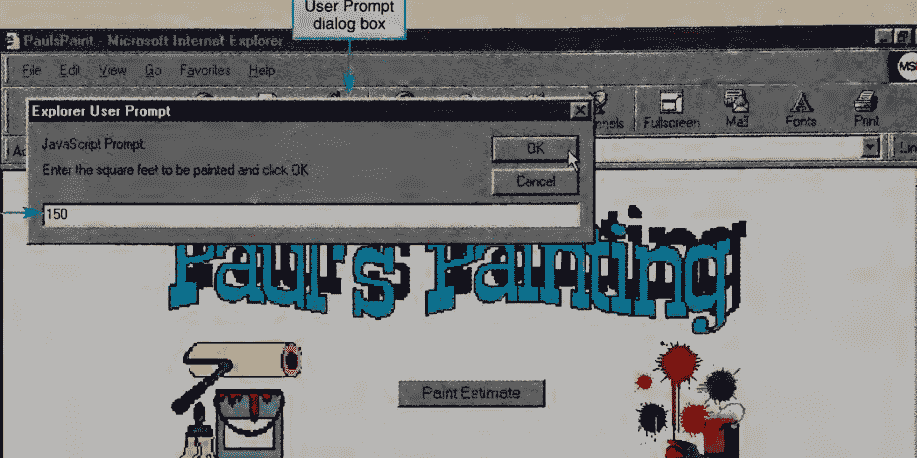 User Prompt
dialog box
PaulsPaint - Microsoft Internet Explorer
File Edit View Go Favorites Help
Explorer User Prompt
JavaScript Prompt:
Enter the square feet to be painted and click OK
OK
Cancel
150
Fullscreen Mail Fonts Print
Paul's Painting
Paint Estimate